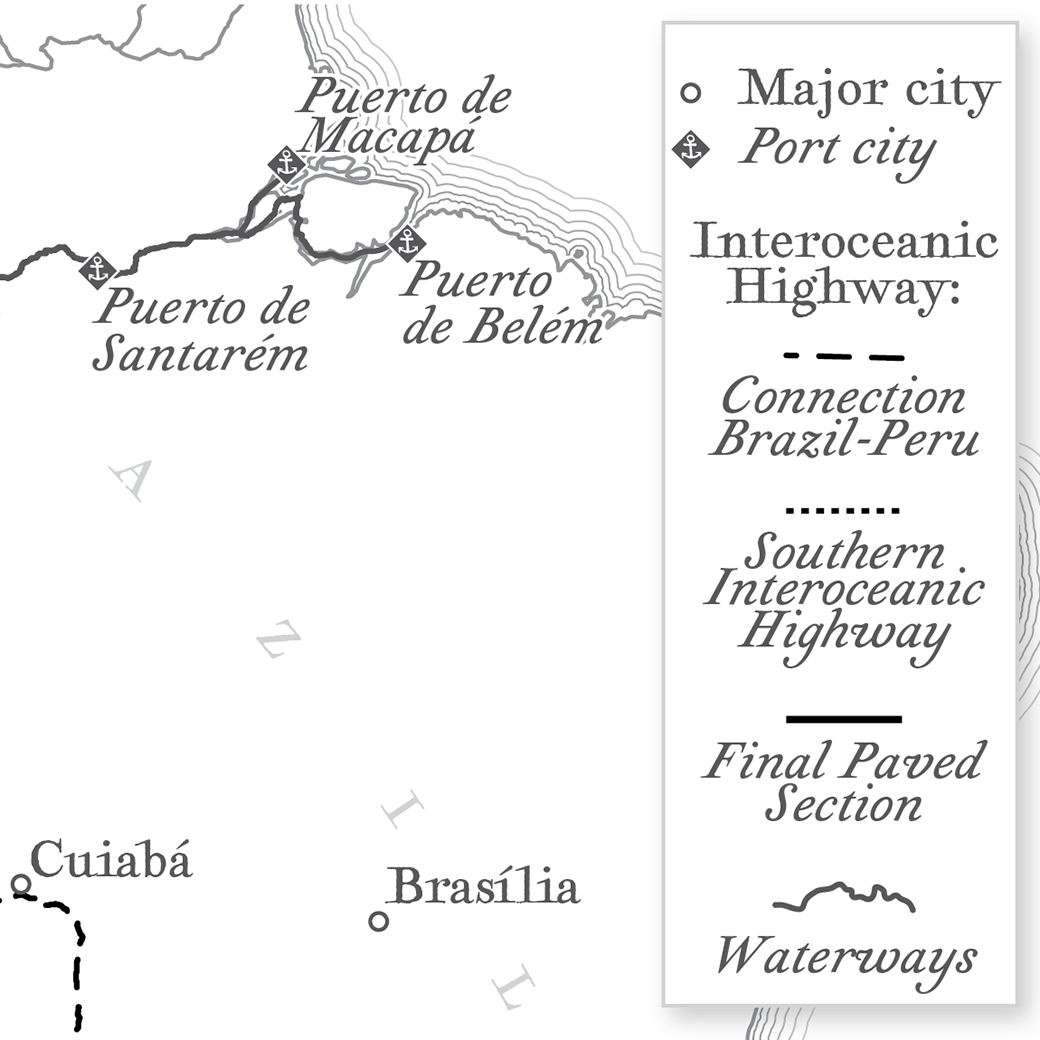 Puerto de
Macapá
Puerto de
Santarém
Puerto
de Belém
A
Z
I
L
Cuiabá
Brasília
Major city
Port city
Interoceanic
Highway:
Connection
Brazil-Peru
Southern
Interoceanic
Highway
Final Paved
Section
Waterways